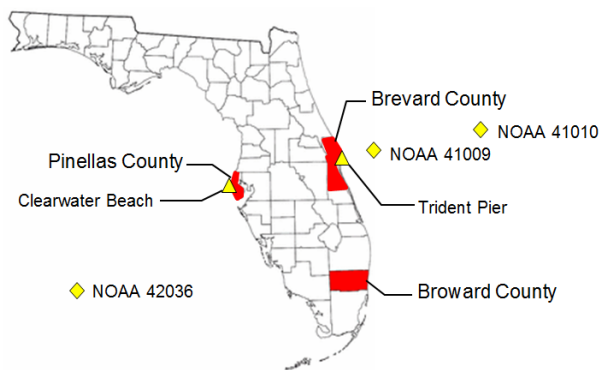 Brevard County
NOAA 41010
NOAA 41009
Pinellas County
Clearwater Beach
Trident Pier
NOAA 42036
Broward County